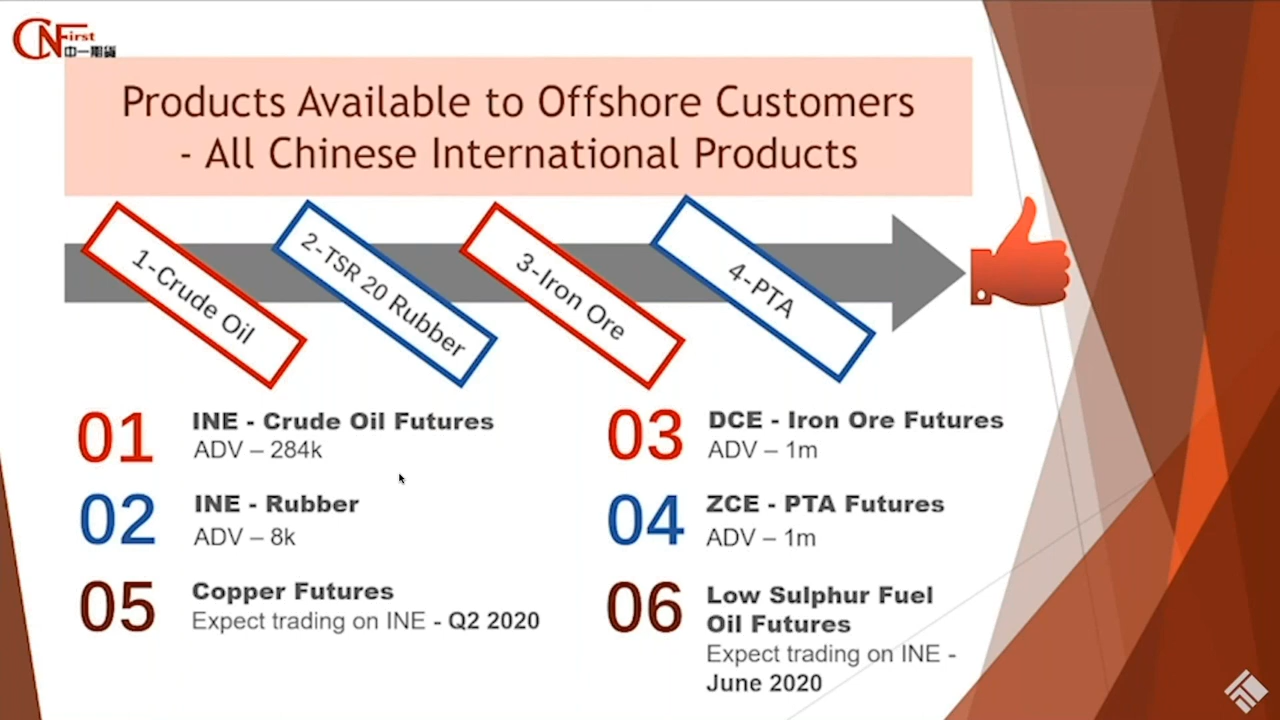 CNFirst
中一期貨
Products Available to Offshore Customers
- All Chinese International Products
1-Crude Oil
2-TSR 20 Rubber
3-Iron Ore
4-PTA
01
INE - Crude Oil Futures
ADV – 284k
02
INE - Rubber
ADV – 8k
03
DCE - Iron Ore Futures
ADV – 1m
04
ZCE - PTA Futures
ADV – 1m
05
Copper Futures
Expect trading on INE - Q2 2020
06
Low Sulphur Fuel
Oil Futures
Expect trading on INE -
June 2020